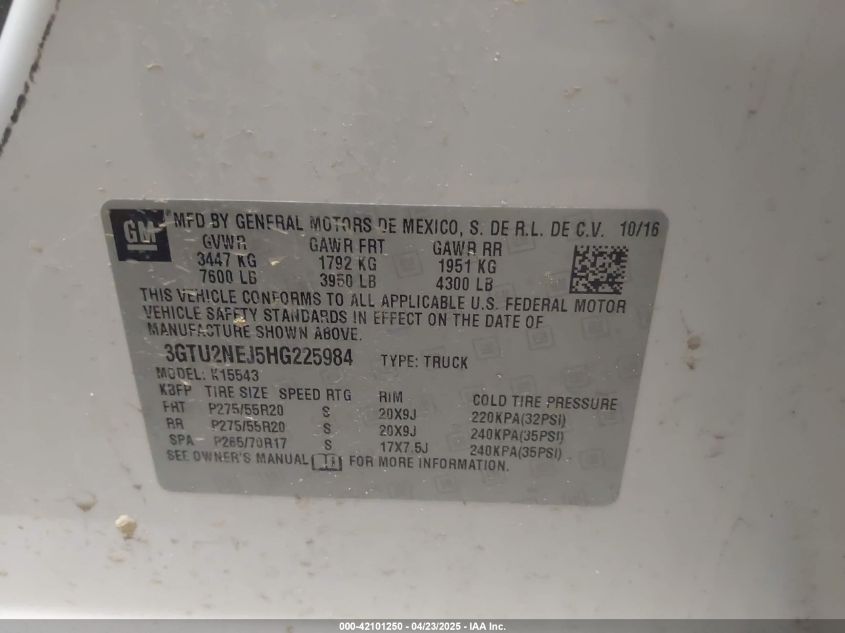 GM
MFD BY GENERAL MOTORS DE MEXICO, S. DE R.L. DE C.V. 10/16
GVWR GAWR FRT GAWR RR
3447 KG 1792 KG 1951 KG
7600 LB 3950 LB 4300 LB
THIS VEHICLE CONFORMS TO ALL APPLICABLE U.S. FEDERAL MOTOR
VEHICLE SAFETY STANDARDS IN EFFECT ON THE DATE OF
MANUFACTURE SHOWN ABOVE.
3GTU2NEJ5HG225984 TYPE: TRUCK
MODEL: K15543
K3FP TIRE SIZE SPEED RTG RIM COLD TIRE PRESSURE
FRT P275/55R20 S 20X9J 220KPA(32PSI)
RR P275/55R20 S 20X9J 240KPA(35PSI)
SPA P265/70R17 S 17X7.5J 240KPA(35PSI)
SEE OWNER'S MANUAL FOR MORE INFORMATION.
000-42101250 - 04/23/2025 - IAA Inc.